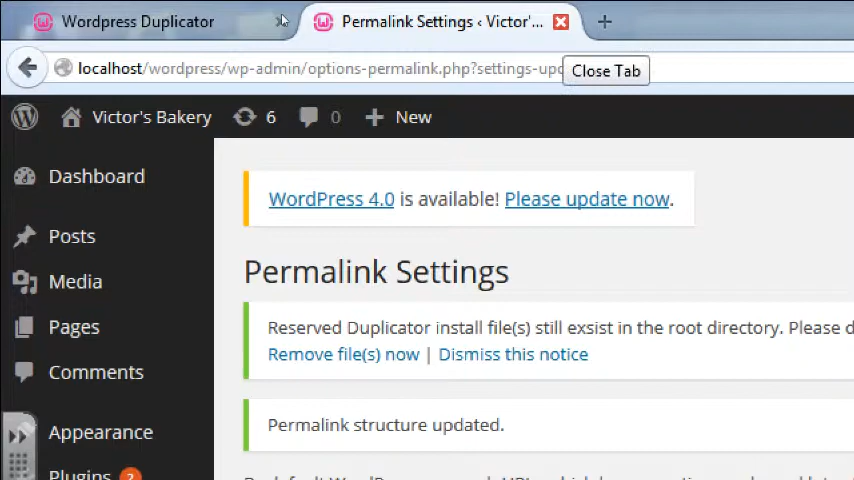 Wordpress Duplicator
Permalink Settings ‹ Victor'...
localhost/wordpress/wp-admin/options-permalink.php?settings-upd
Close Tab
Victor's Bakery 6 0 New
Dashboard
Posts
Media
Pages
Comments
Appearance
Plugins 2
WordPress 4.0 is available! Please update now.
Permalink Settings
Reserved Duplicator install file(s) still exsist in the root directory. Please d
Remove file(s) now | Dismiss this notice
Permalink structure updated.